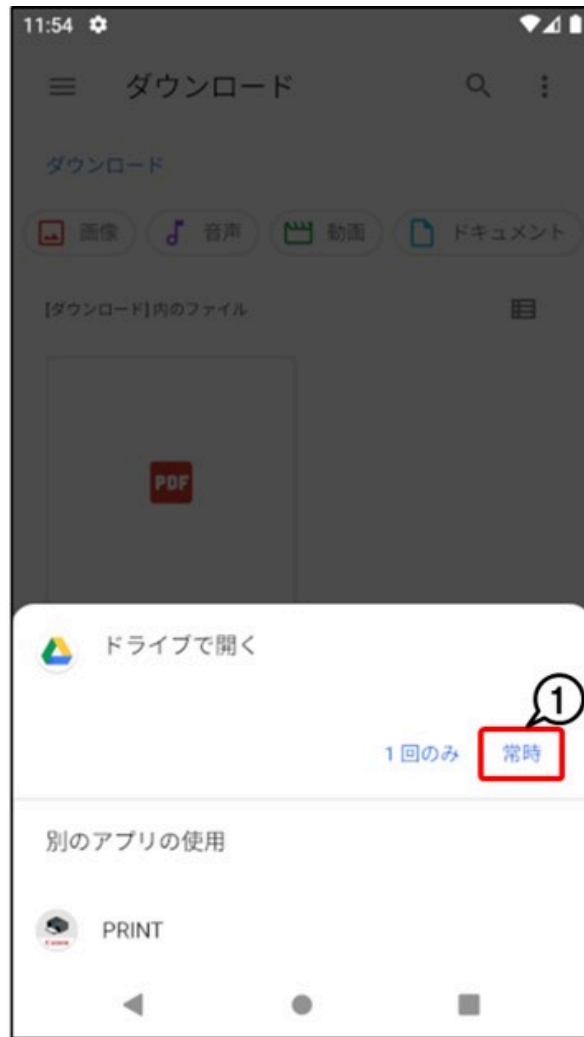 11:54
ダウンロード
ダウンロード
画像 音声 動画 ドキュメント
[ダウンロード] 内のファイル
PDF
ドライブで開く
1
1 回のみ 常時
別のアプリの使用
Canon
PRINT